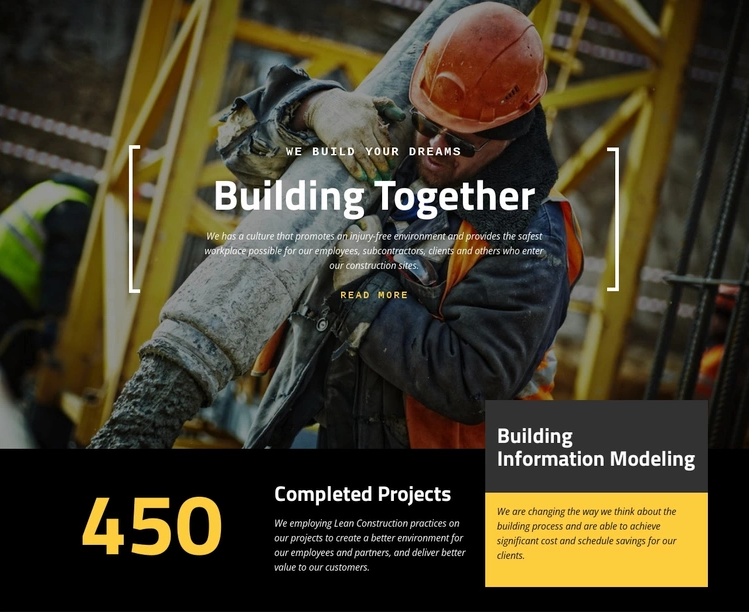 WE BUILD YOUR DREAMS
Building Together
We has a culture that promotes an injury-free environment and provides the safest
workplace possible for our employees, subcontractors, clients and others who enter
our construction sites.
READ MORE
450
Completed Projects
We employing Lean Construction practices on
our projects to create a better environment for
our employees and partners, and deliver better
value to our customers.
Building
Information Modeling
We are changing the way we think about the
building process and are able to achieve
significant cost and schedule savings for our
clients.